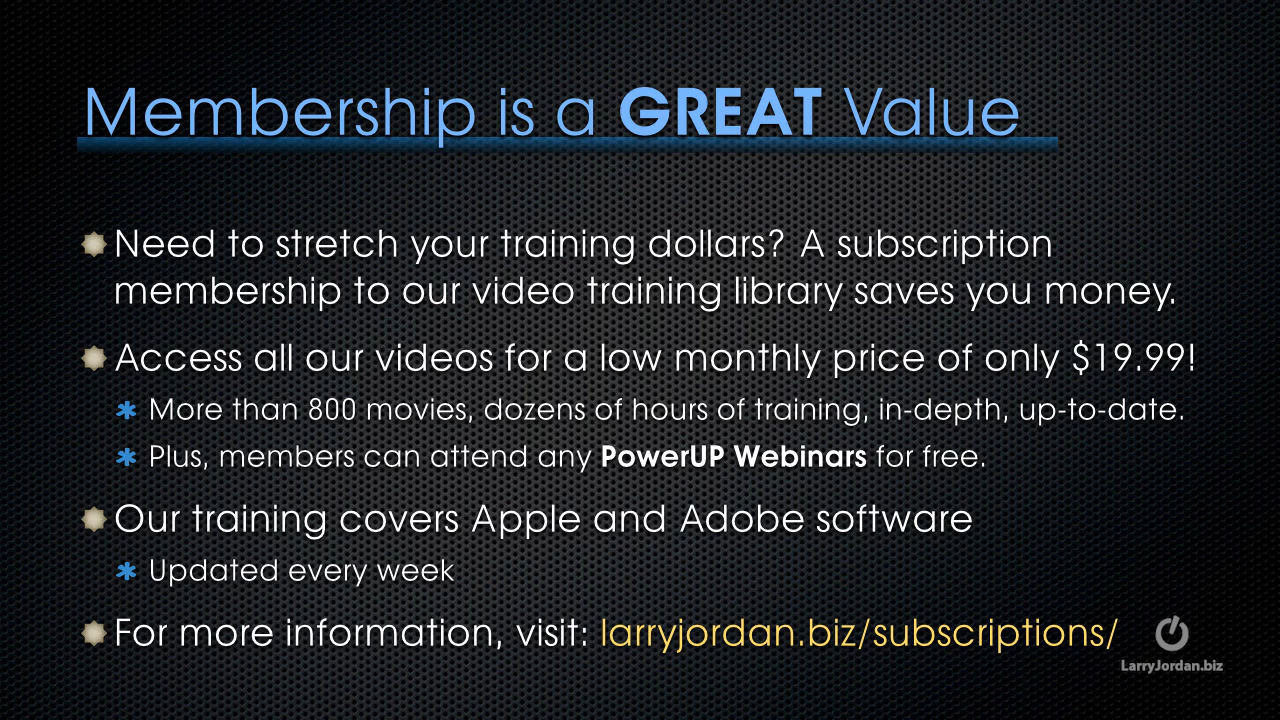 Membership is a GREAT Value
Need to stretch your training dollars? A subscription
membership to our video training library saves you money.
Access all our videos for a low monthly price of only $19.99!
More than 800 movies, dozens of hours of training, in-depth, up-to-date.
Plus, members can attend any PowerUP Webinars for free.
Our training covers Apple and Adobe software
Updated every week
For more information, visit: larryjordan.biz/subscriptions/
LarryJordan.biz